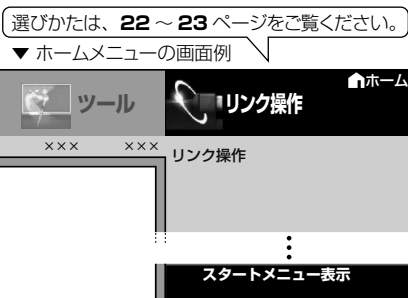 選びかたは、22 ~ 23 ページをご覧ください。
▼ ホームメニューの画面例
ホーム
ツール
リンク操作
××× ×××
リンク操作
スタートメニュー表示